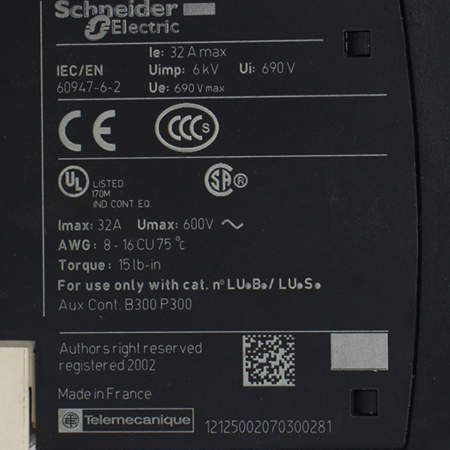 Schneider
Electric
Ie: 32 A max
IEC/EN Uimp: 6 kV Ui: 690 V
60947-6-2 Ue: 690 V max
CE CCC S
UL LISTED SA ®
170M
IND. CONT. EQ.
Imax: 32A Umax: 600V ~
AWG: 8 - 16 CU 75 °c
Torque: 15 lb-in
For use only with cat. n° LU•B•/ LU•S•
Aux Cont. B300 P300
Authors right reserved
registered 2002
Made in France
Telemecanique 12125002070300281